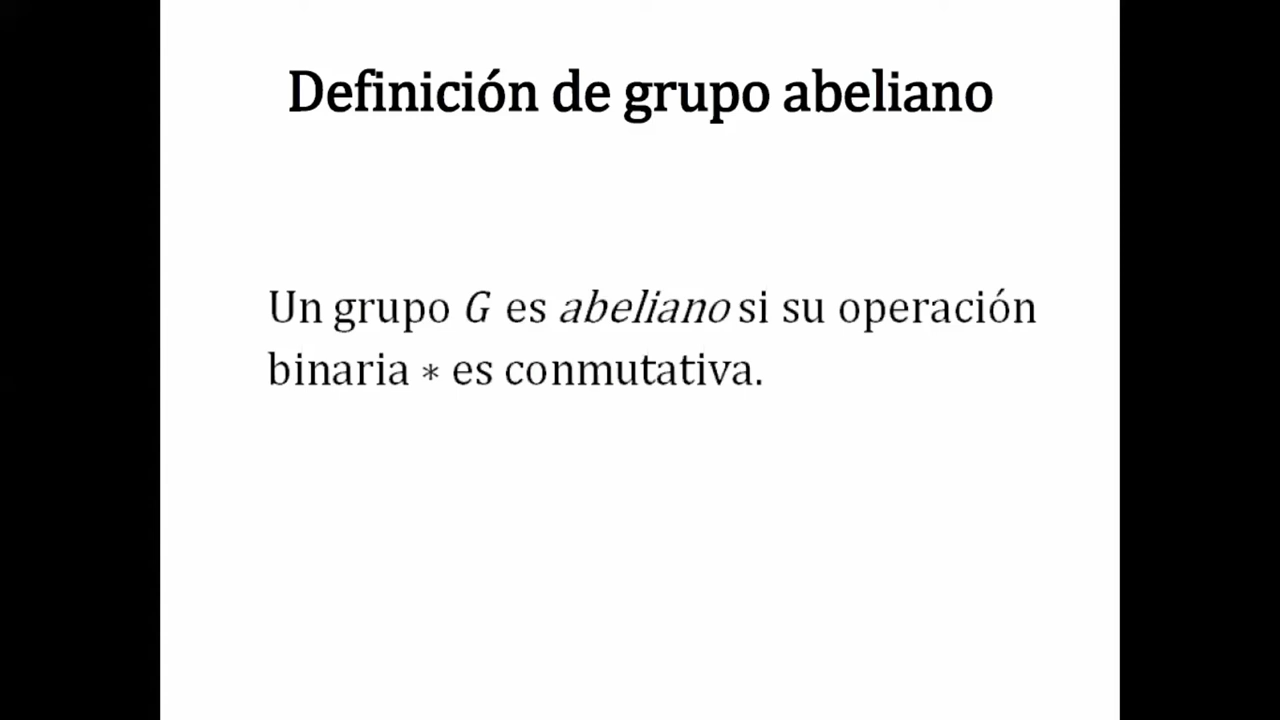 Definición de grupo abeliano
Un grupo G es abeliano si su operación
binaria ∗ es conmutativa.